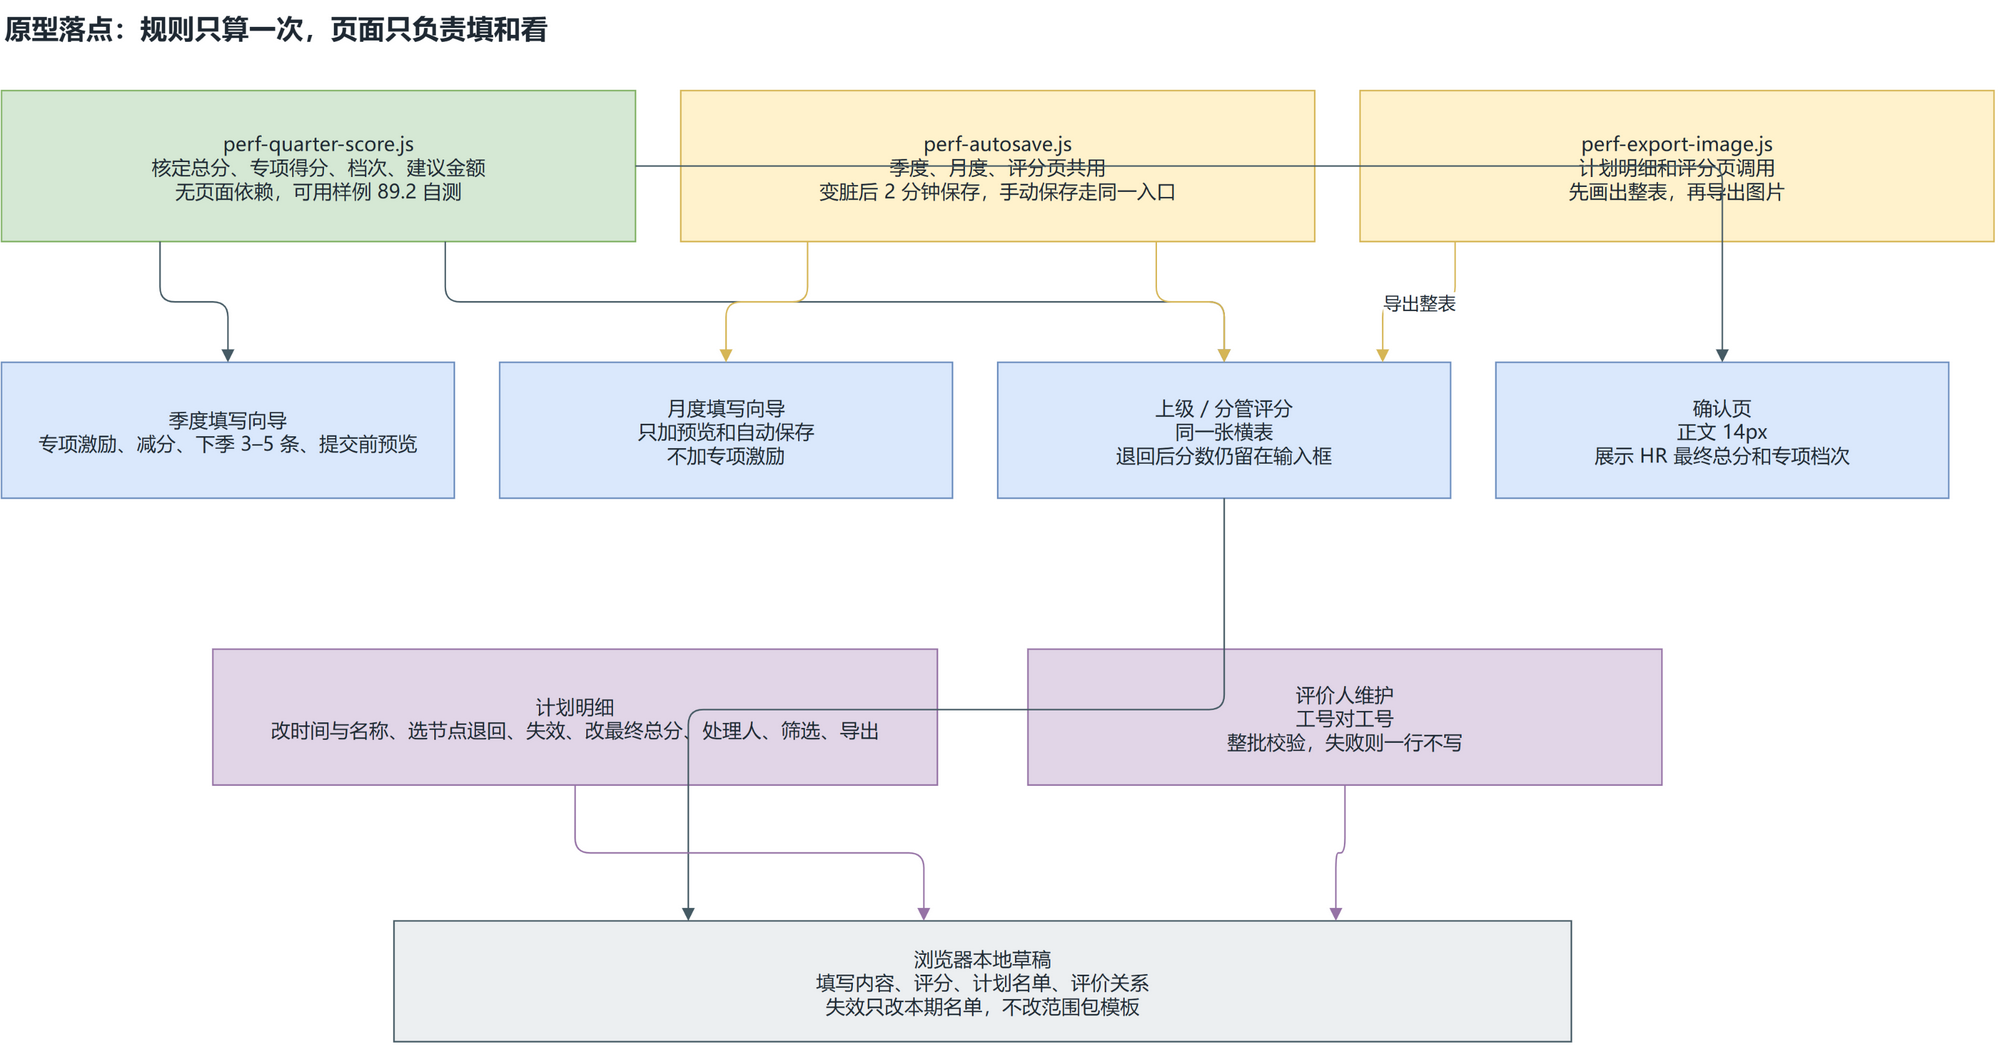 原型落点：规则只算一次，页面只负责填和看
perf-quarter-score.js
核定总分、专项得分、档次、建议金额
无页面依赖，可用样例 89.2 自测
perf-autosave.js
季度、月度、评分页共用
变脏后 2 分钟保存，手动保存走同一入口
perf-export-image.js
计划明细和评分页调用
先画出整表，再导出图片
导出整表
季度填写向导
专项激励、减分、下季 3–5 条、提交前预览
月度填写向导
只加预览和自动保存
不加专项激励
上级 / 分管评分
同一张横表
退回后分数仍留在输入框
确认页
正文 14px
展示 HR 最终总分和专项档次
计划明细
改时间与名称、选节点退回、失效、改最终总分、处理人、筛选、导出
评价人维护
工号对工号
整批校验，失败则一行不写
浏览器本地草稿
填写内容、评分、计划名单、评价关系
失效只改本期名单，不改范围包模板